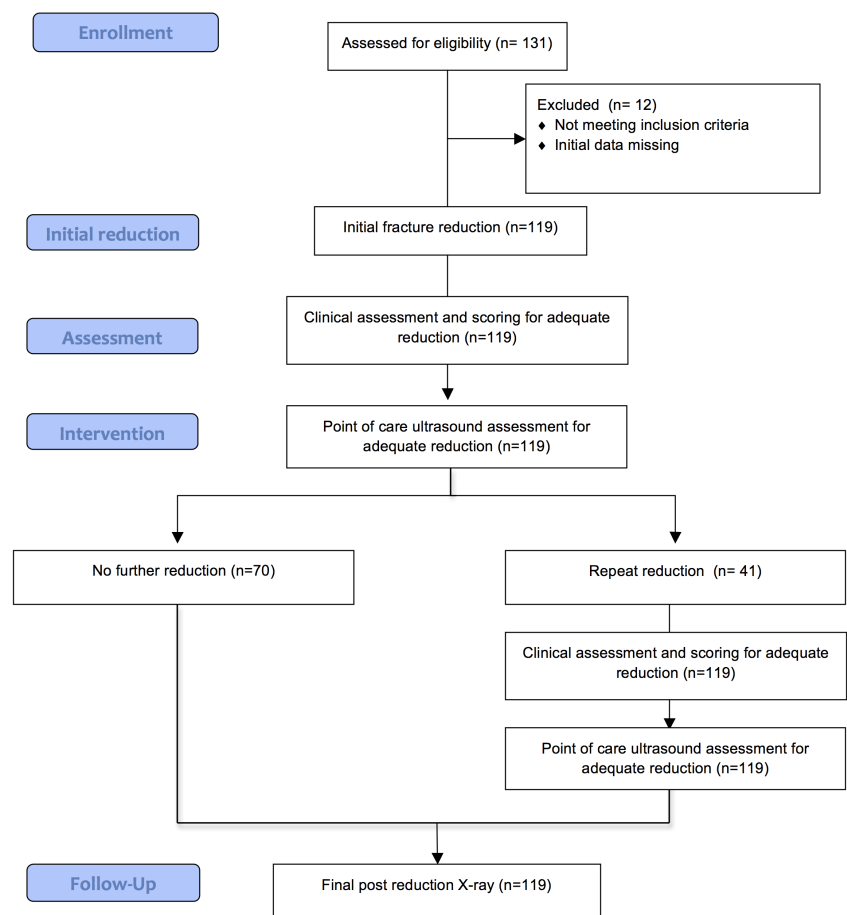 Enrollment
Assessed for eligibility (n= 131)
Excluded (n= 12)
♦ Not meeting inclusion criteria
♦ Initial data missing
Initial reduction
Initial fracture reduction (n=119)
Assessment
Clinical assessment and scoring for adequate
reduction (n=119)
Intervention
Point of care ultrasound assessment for
adequate reduction (n=119)
No further reduction (n=70)
Repeat reduction (n= 41)
Clinical assessment and scoring for adequate
reduction (n=119)
Point of care ultrasound assessment for
adequate reduction (n=119)
Follow-Up
Final post reduction X-ray (n=119)